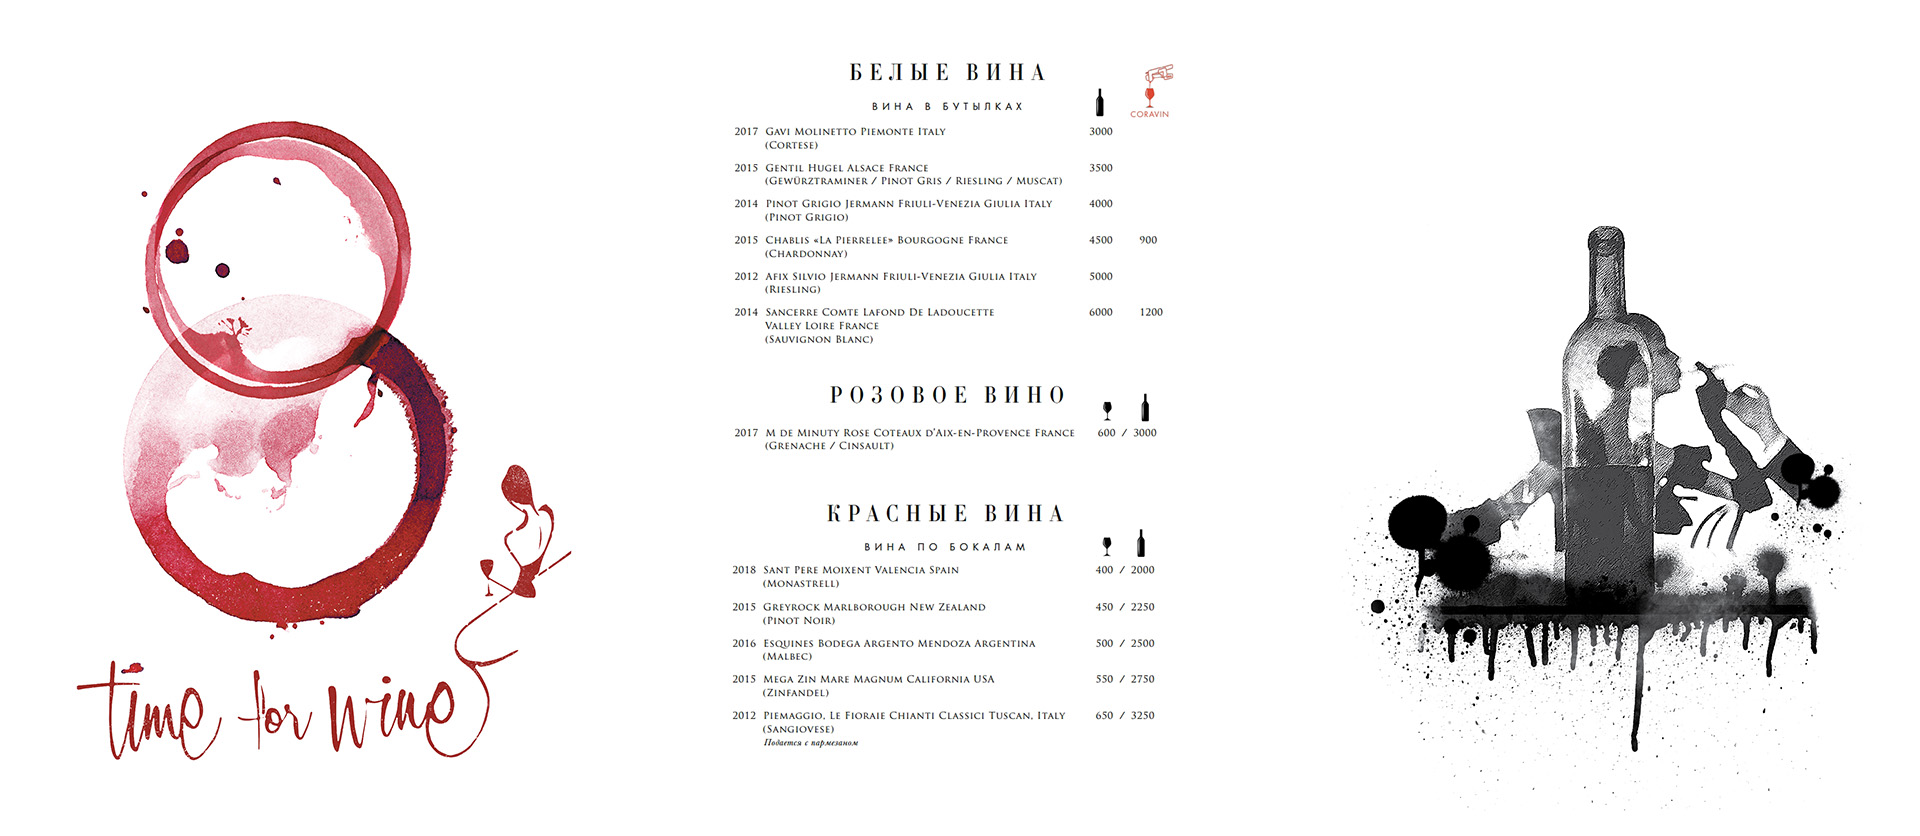 time for wine
БЕЛЫЕ ВИНА
ВИНА В БУТЫЛКАХ
CORAVIN
2017 Gavi Molinetto Piemonte Italy 3000
(Cortese)
2015 Gentil Hugel Alsace France 3500
(Gewürztraminer / Pinot Gris / Riesling / Muscat)
2014 Pinot Grigio Jermann Friuli-Venezia Giulia Italy 4000
(Pinot Grigio)
2015 Chablis «La Pierrelee» Bourgogne France 4500 900
(Chardonnay)
2012 Afix Silvio Jermann Friuli-Venezia Giulia Italy 5000
(Riesling)
2014 Sancerre Comte Lafond De Ladoucette 6000 1200
Valley Loire France
(Sauvignon Blanc)
РОЗОВОЕ ВИНО
2017 M de Minuty Rose Coteaux d'Aix-en-Provence France 600 / 3000
(Grenache / Cinsault)
КРАСНЫЕ ВИНА
ВИНА ПО БОКАЛАМ
2018 Sant Pere Moixent Valencia Spain 400 / 2000
(Monastrell)
2015 Greyrock Marlborough New Zealand 450 / 2250
(Pinot Noir)
2016 Esquines Bodega Argento Mendoza Argentina 500 / 2500
(Malbec)
2015 Mega Zin Mare Magnum California USA 550 / 2750
(Zinfandel)
2012 Piemaggio, Le Fioraie Chianti Classici Tuscan, Italy 650 / 3250
(Sangiovese)
Подается с пармезаном